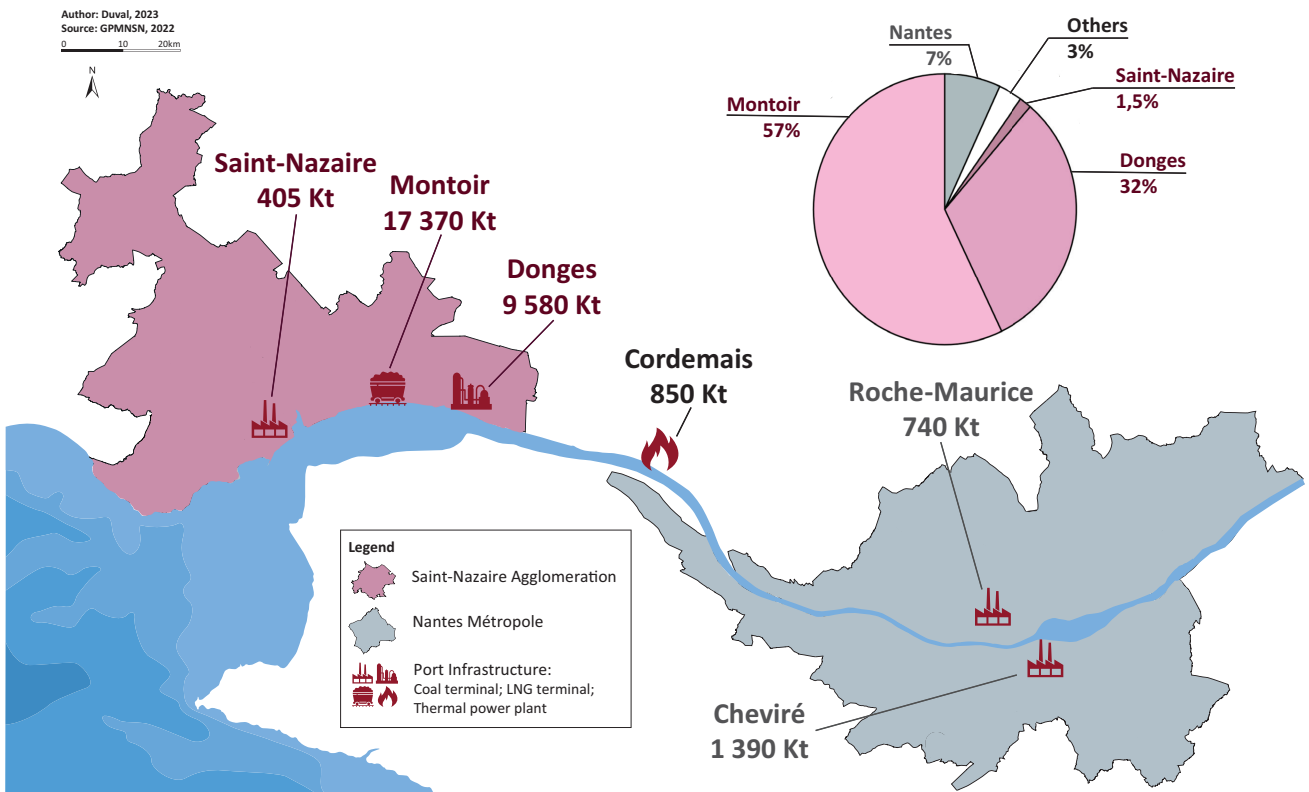 Author: Duval, 2023
Source: GPMNSN, 2022
0 10 20km
N
Nantes
7%
Others
3%
Saint-Nazaire
1,5%
Montoir
57%
Donges
32%
Saint-Nazaire
405 Kt
Montoir
17 370 Kt
Donges
9 580 Kt
Cordemais
850 Kt
Roche-Maurice
740 Kt
Cheviré
1 390 Kt
Legend
Saint-Nazaire Agglomeration
Nantes Métropole
Port Infrastructure:
Coal terminal; LNG terminal;
Thermal power plant